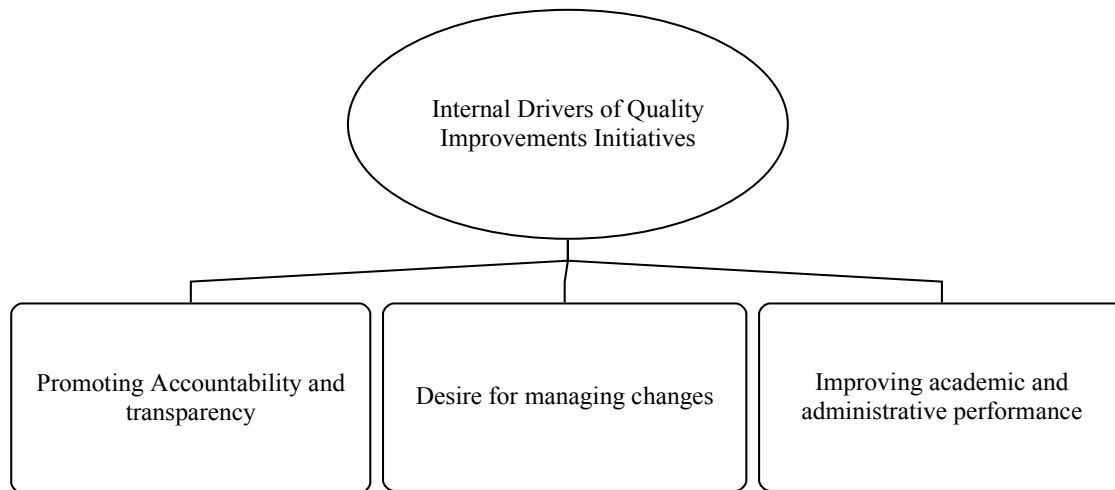 Internal Drivers of Quality
Improvements Initiatives
Promoting Accountability and
transparency
Desire for managing changes
Improving academic and
administrative performance